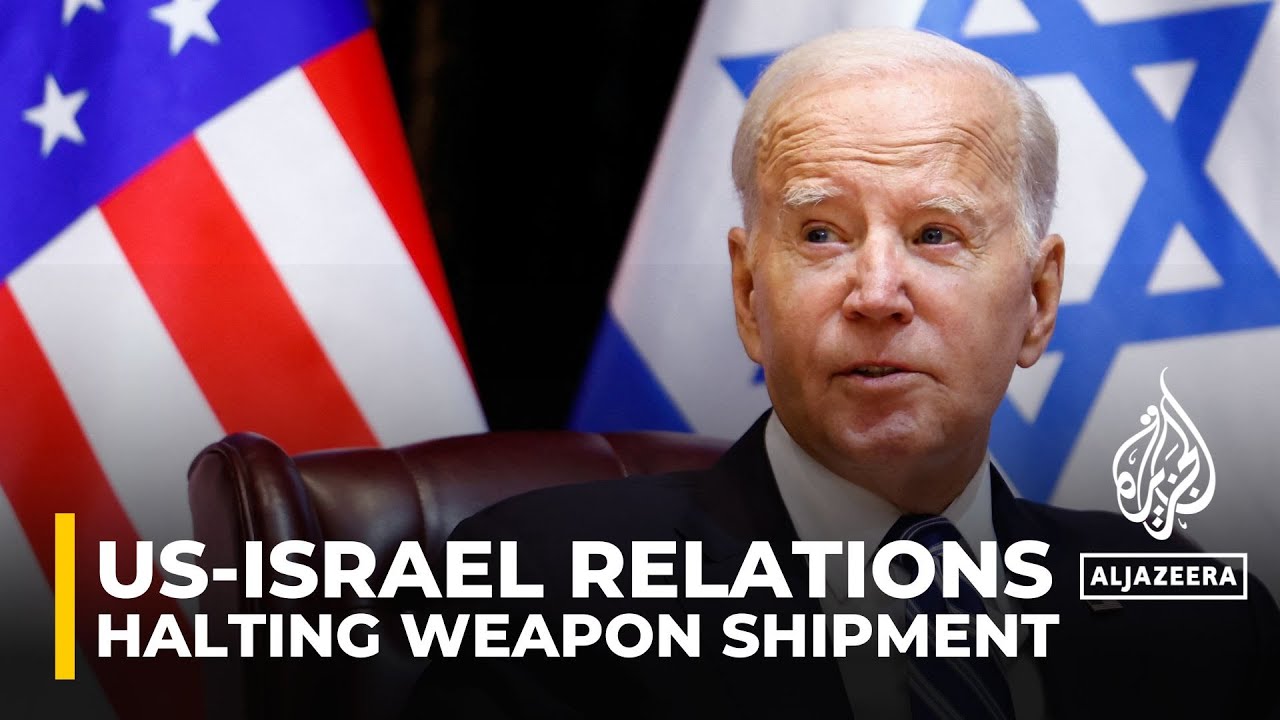 الجزيرة
ALJAZEERA
US-ISRAEL RELATIONS
HALTING WEAPON SHIPMENT